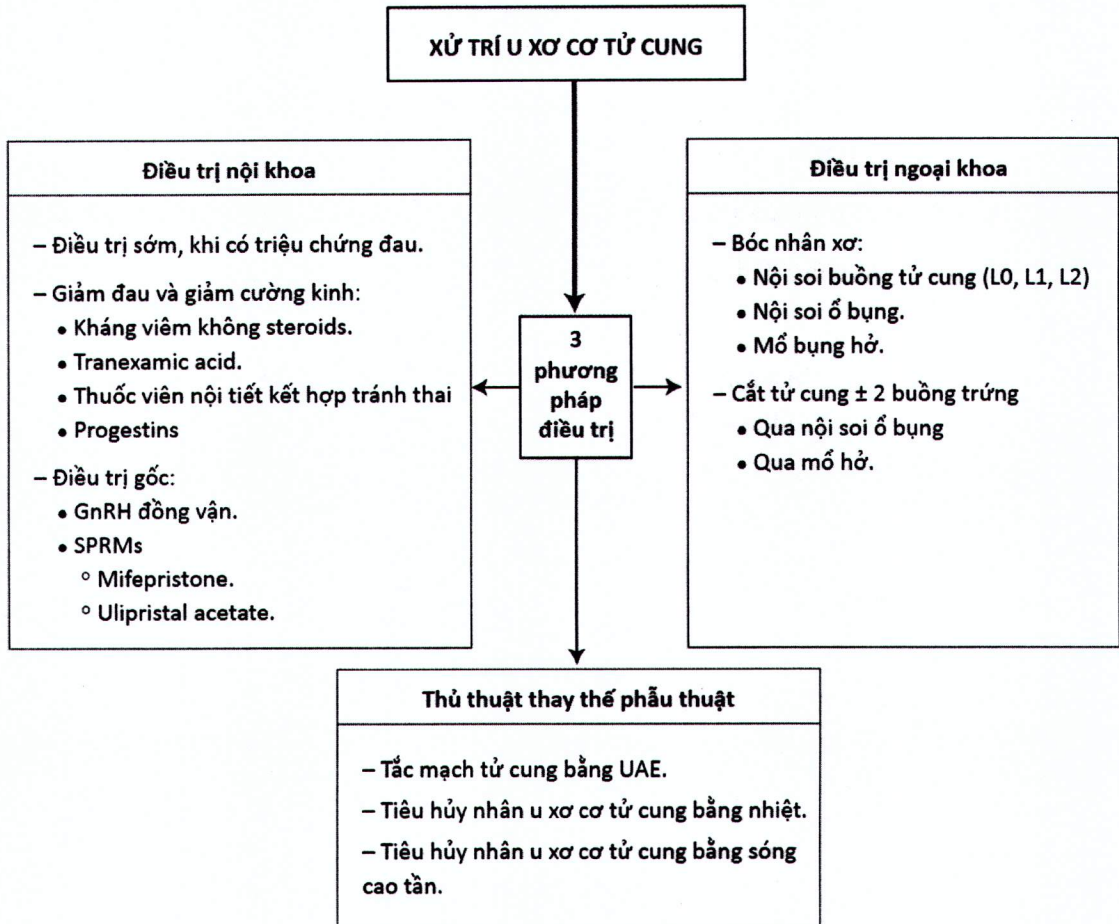 XỬ TRÍ U XƠ CƠ TỬ CUNG
Điều trị nội khoa
– Điều trị sớm, khi có triệu chứng đau.
– Giảm đau và giảm cường kinh:
• Kháng viêm không steroids.
• Tranexamic acid.
• Thuốc viên nội tiết kết hợp tránh thai
• Progestins
– Điều trị gốc:
• GnRH đồng vận.
• SPRMs
° Mifepristone.
° Ulipristal acetate.
3
phương
pháp
điều trị
Điều trị ngoại khoa
– Bóc nhân xơ:
• Nội soi buồng tử cung (L0, L1, L2)
• Nội soi ổ bụng.
• Mổ bụng hở.
– Cắt tử cung ± 2 buồng trứng
• Qua nội soi ổ bụng
• Qua mổ hở.
Thủ thuật thay thế phẫu thuật
– Tắc mạch tử cung bằng UAE.
– Tiêu hủy nhân u xơ cơ tử cung bằng nhiệt.
– Tiêu hủy nhân u xơ cơ tử cung bằng sóng
cao tần.